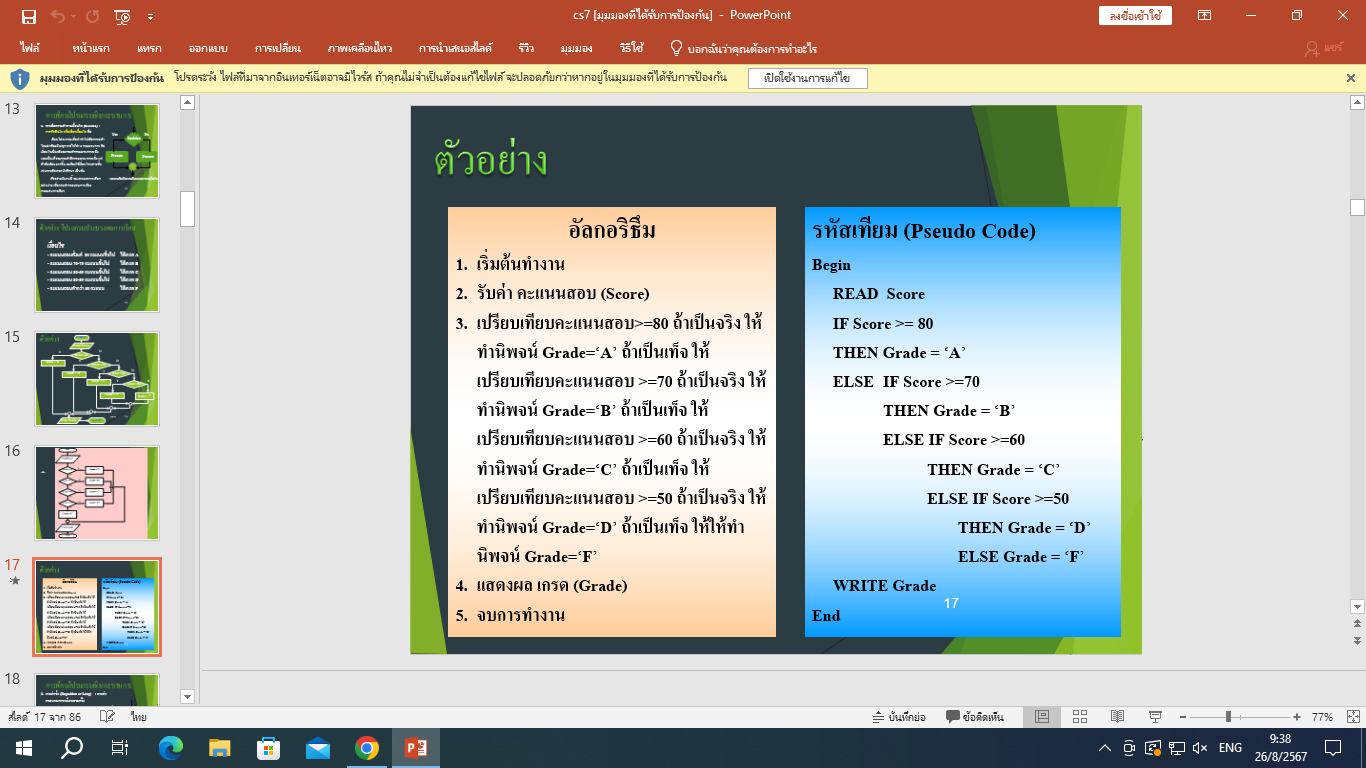 cs7 [มุมมองที่ได้รับการป้องกัน] - PowerPoint
ลงชื่อเข้าใช้
ไฟล์ หน้าแรก แทรก ออกแบบ การเปลี่ยน ภาพเคลื่อนไหว การนำเสนอสไลด์ รีวิว มุมมอง วิธีใช้ บอกฉันว่าคุณต้องการทำอะไร แชร์
มุมมองที่ได้รับการป้องกัน โปรดระวัง ไฟล์ที่มาจากอินเทอร์เน็ตอาจมีไวรัส ถ้าคุณไม่จำเป็นต้องแก้ไขไฟล์ จะปลอดภัยกว่าหากอยู่ในมุมมองที่ได้รับการป้องกัน เปิดใช้งานการแก้ไข
13
14
15
16
17
18
ตัวอย่าง
อัลกอริธึม
1. เริ่มต้นทำงาน
2. รับค่า คะแนนสอบ (Score)
3. เปรียบเทียบคะแนนสอบ>=80 ถ้าเป็นจริง ให้
ทำนิพจน์ Grade=‘A’ ถ้าเป็นเท็จ ให้
เปรียบเทียบคะแนนสอบ >=70 ถ้าเป็นจริง ให้
ทำนิพจน์ Grade=‘B’ ถ้าเป็นเท็จ ให้
เปรียบเทียบคะแนนสอบ >=60 ถ้าเป็นจริง ให้
ทำนิพจน์ Grade=‘C’ ถ้าเป็นเท็จ ให้
เปรียบเทียบคะแนนสอบ >=50 ถ้าเป็นจริง ให้
ทำนิพจน์ Grade=‘D’ ถ้าเป็นเท็จ ให้ให้ทำ
นิพจน์ Grade=‘F’
4. แสดงผล เกรด (Grade)
5. จบการทำงาน
รหัสเทียม (Pseudo Code)
Begin
READ Score
IF Score >= 80
THEN Grade = ‘A’
ELSE IF Score >=70
THEN Grade = ‘B’
ELSE IF Score >=60
THEN Grade = ‘C’
ELSE IF Score >=50
THEN Grade = ‘D’
ELSE Grade = ‘F’
WRITE Grade
17
End
สไลด์ 17 จาก 86 ไทย บันทึกย่อ ข้อคิดเห็น 77%
ENG
9:38
26/8/2567